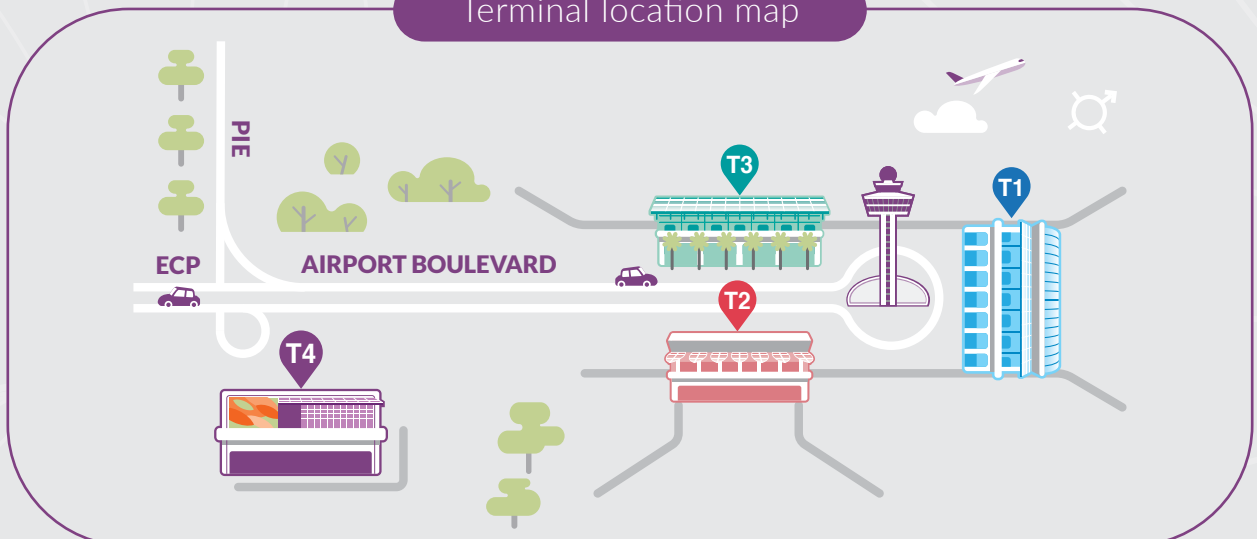 Terminal location map
PIE
T3
T1
ECP
AIRPORT BOULEVARD
T2
T4